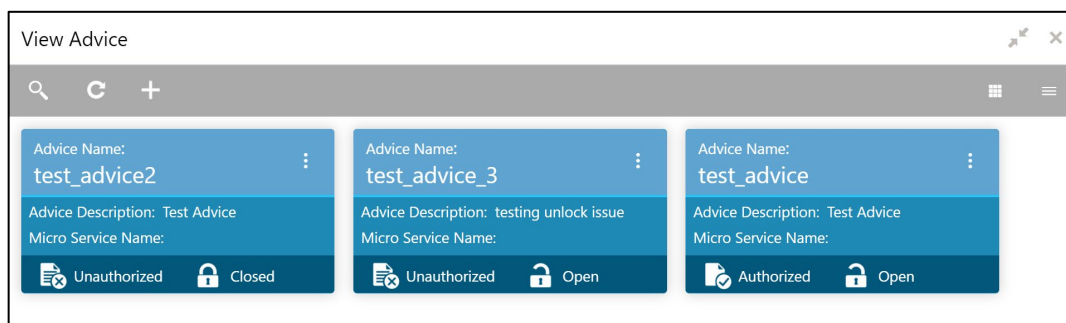 View Advice
Advice Name:
test_advice2
Advice Description: Test Advice
Micro Service Name:
Unauthorized Closed
Advice Name:
test_advice_3
Advice Description: testing unlock issue
Micro Service Name:
Unauthorized Open
Advice Name:
test_advice
Advice Description: Test Advice
Micro Service Name:
Authorized Open